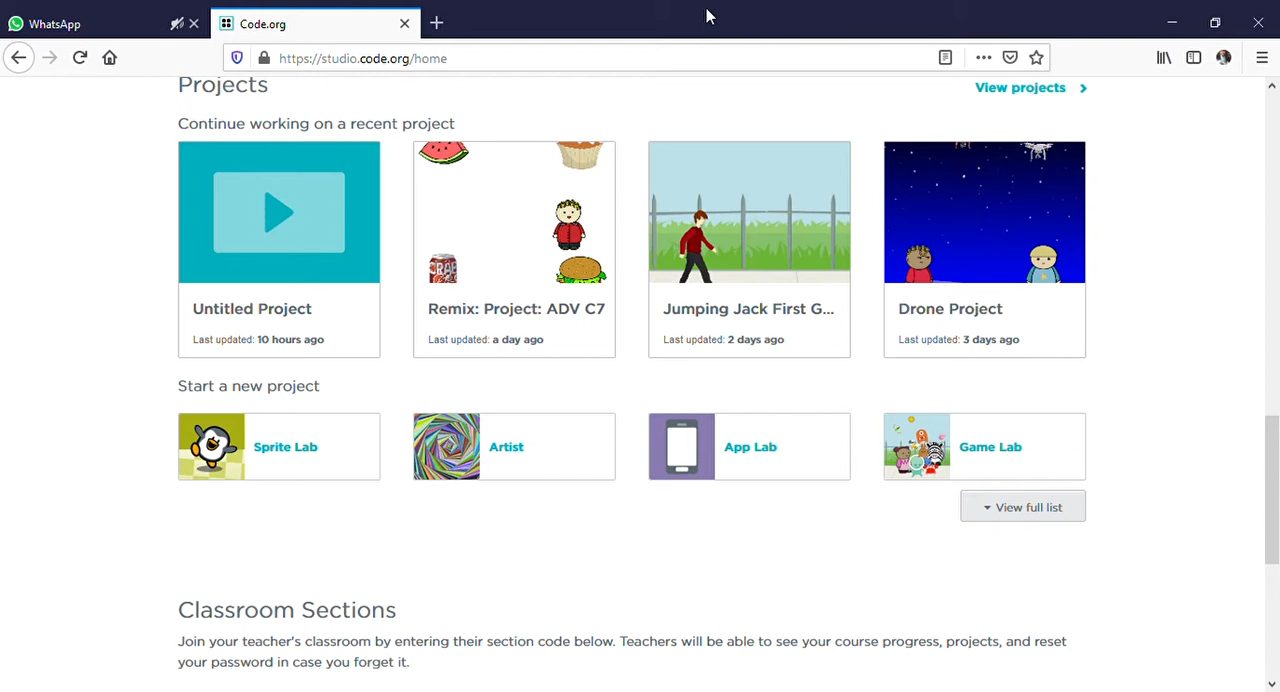 WhatsApp
Code.org
https://studio.code.org/home
Projects
View projects
Continue working on a recent project
CRAB
Untitled Project
Last updated: 10 hours ago
Remix: Project: ADV C7
Last updated: a day ago
Jumping Jack First G...
Last updated: 2 days ago
Drone Project
Last updated: 3 days ago
Start a new project
Sprite Lab
Artist
App Lab
Game Lab
View full list
Classroom Sections
Join your teacher's classroom by entering their section code below. Teachers will be able to see your course progress, projects, and reset
your password in case you forget it.